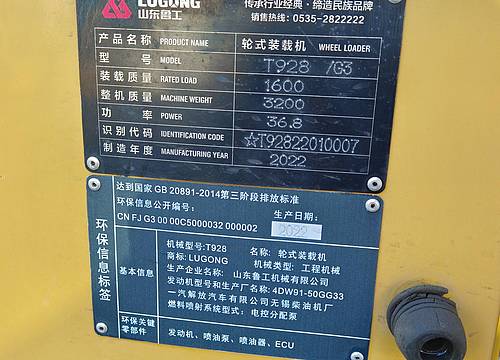 LUGONG
山东鲁工
传承行业经典·缔造民族品牌
销售热线：0535-2822222
产品名称 PRODUCT NAME 轮式装载机 WHEEL LOADER
型号 MODEL T928 /G3
装载质量 RATED LOAD 1600
整机质量 MACHINE WEIGHT 3200
功率 POWER 36.8
识别代码 IDENTIFICATION CODE ☆T92822010007
制造年度 MANUFACTURING YEAR 2022
达到国家 GB 20891-2014第三阶段排放标准
环保信息公开编号：
CN FJ G3 00 00C5000032 000002
生产日期：
2022
环保信息标签
基本信息
机械型号:T928 名称: 轮式装载机
商标: LUGONG 机械类型: 工程机械
生产企业名称: 山东鲁工机械有限公司
发动机型号和生产厂名称: 4DW91-50GG33
一汽解放汽车有限公司无锡柴油机厂
燃料喷射系统型式: 电控分配泵
环保关键零部件
发动机、喷油泵、喷油器、ECU